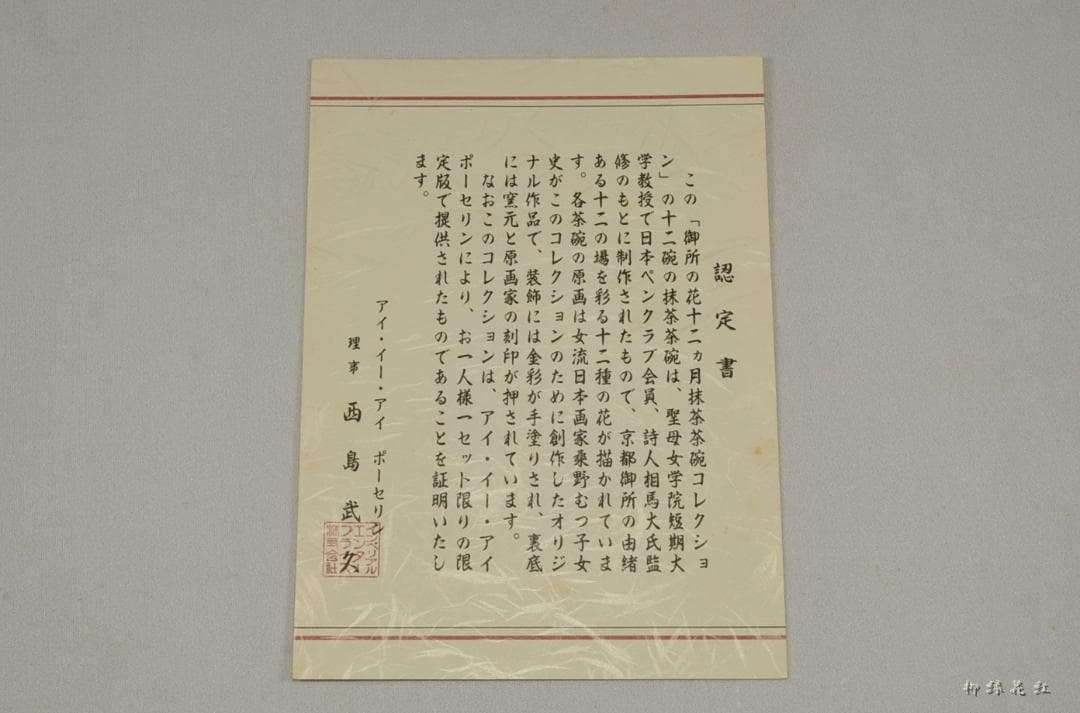 認定書
この「御所の花十二ヵ月抹茶茶碗コレクショ
ン」の十二碗の抹茶茶碗は、聖母女学院短期大
学教授で日本ペンクラブ会員、詩人相馬大氏監
修のもとに制作されたもので、京都御所の由緒
ある十二の場を彩る十二種の花が描かれていま
す。各茶碗の原画は女流日本画家桑野むつ子女
史がこのコレクションのために創作したオリジ
ナル作品で、装飾には金彩が手塗りされ、裏底
には窯元と原画家の刻印が押されています。
なおこのコレクションは、アイ・イー・アイ
ポーセリンにより、お一人様一セット限りの限
定版で提供されたものであることを証明いたし
ます。
アイ・イー・アイ ポーセリン
理事 西島武久
柳緑花紅